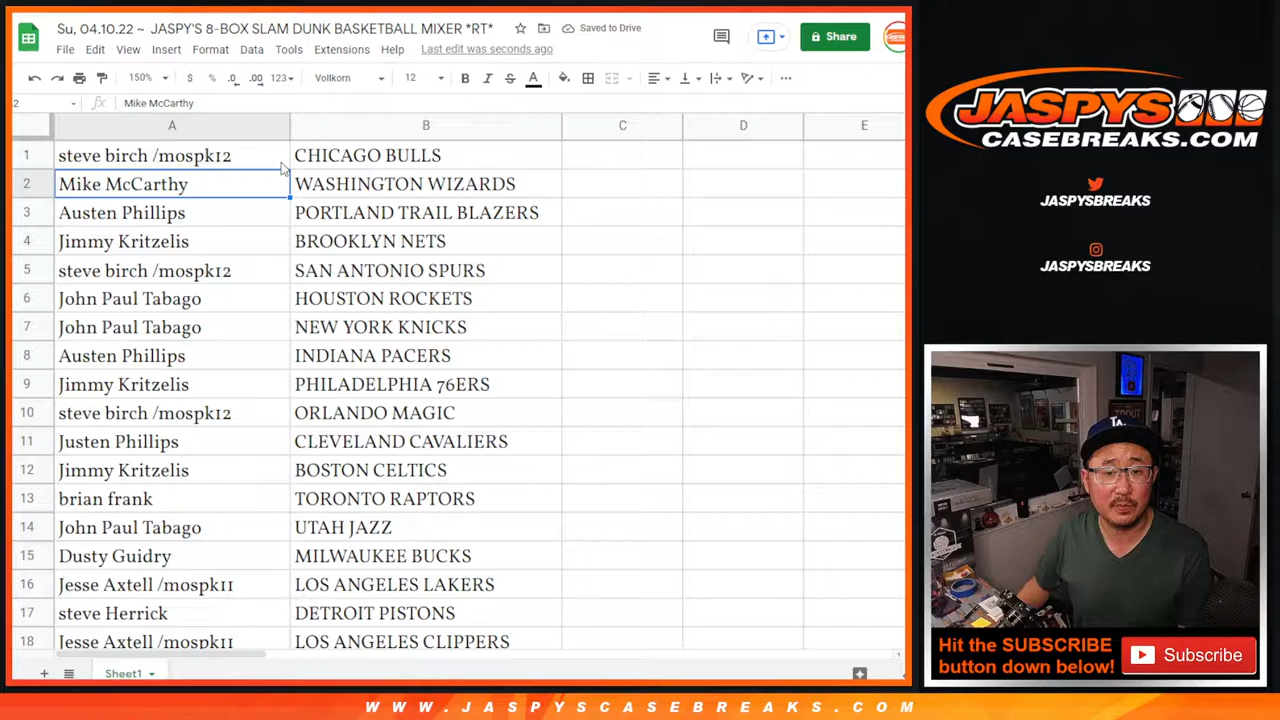 Su, 04.10.22 ~ JASPY'S 8-BOX SLAM DUNK BASKETBALL MIXER *RT*
Saved to Drive
File Edit View Insert Format Data Tools Extensions Help Last edit was seconds ago
Share
150% $ % .0 .00 123 Vollkorn 12 B I S A
2 fx Mike McCarthy
A B C D E
1 steve birch /mospk12 CHICAGO BULLS
2 Mike McCarthy WASHINGTON WIZARDS
3 Austen Phillips PORTLAND TRAIL BLAZERS
4 Jimmy Kritzelis BROOKLYN NETS
5 steve birch /mospk12 SAN ANTONIO SPURS
6 John Paul Tabago HOUSTON ROCKETS
7 John Paul Tabago NEW YORK KNICKS
8 Austen Phillips INDIANA PACERS
9 Jimmy Kritzelis PHILADELPHIA 76ERS
10 steve birch /mospk12 ORLANDO MAGIC
11 Justen Phillips CLEVELAND CAVALIERS
12 Jimmy Kritzelis BOSTON CELTICS
13 brian frank TORONTO RAPTORS
14 John Paul Tabago UTAH JAZZ
15 Dusty Guidry MILWAUKEE BUCKS
16 Jesse Axtell /mospk11 LOS ANGELES LAKERS
17 steve Herrick DETROIT PISTONS
18 Jesse Axtell /mospk11 LOS ANGELES CLIPPERS
Sheet1
JASPYS
CASEBREAKS.COM
JASPYSBREAKS
JASPYSBREAKS
TROUT
LA
Hit the SUBSCRIBE
button down below!
Subscribe
WWW.JASPYSCASEBREAKS.COM